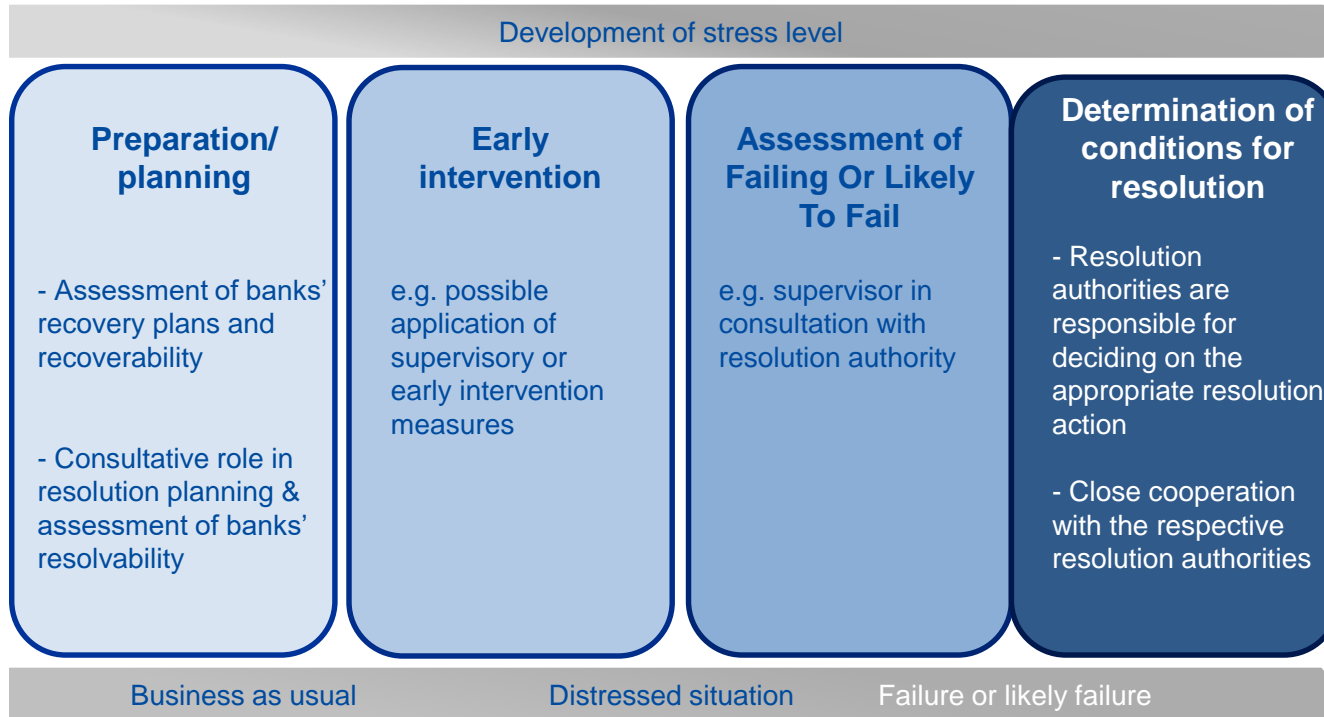 Development of stress level
Preparation/
planning
- Assessment of banks’
recovery plans and
recoverability
- Consultative role in
resolution planning &
assessment of banks’
resolvability
Early
intervention
e.g. possible
application of
supervisory or
early intervention
measures
Assessment of
Failing Or Likely
To Fail
e.g. supervisor in
consultation with
resolution authority
Determination of
conditions for
resolution
- Resolution
authorities are
responsible for
deciding on the
appropriate resolution
action
- Close cooperation
with the respective
resolution authorities
Business as usual
Distressed situation
Failure or likely failure